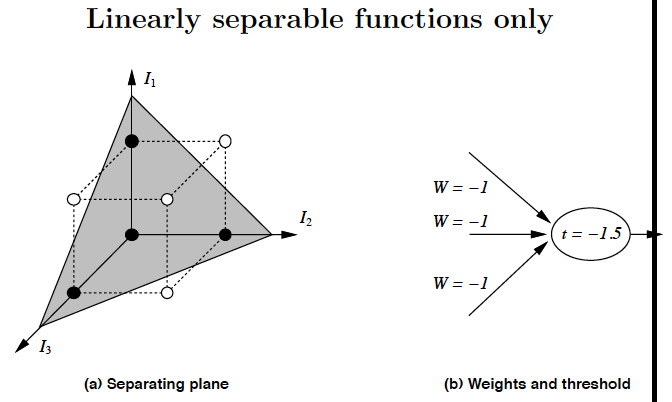 Linearly separable functions only
I1
I2
I3
W = −1
W = −1
W = −1
t = −1.5
(a) Separating plane
(b) Weights and threshold